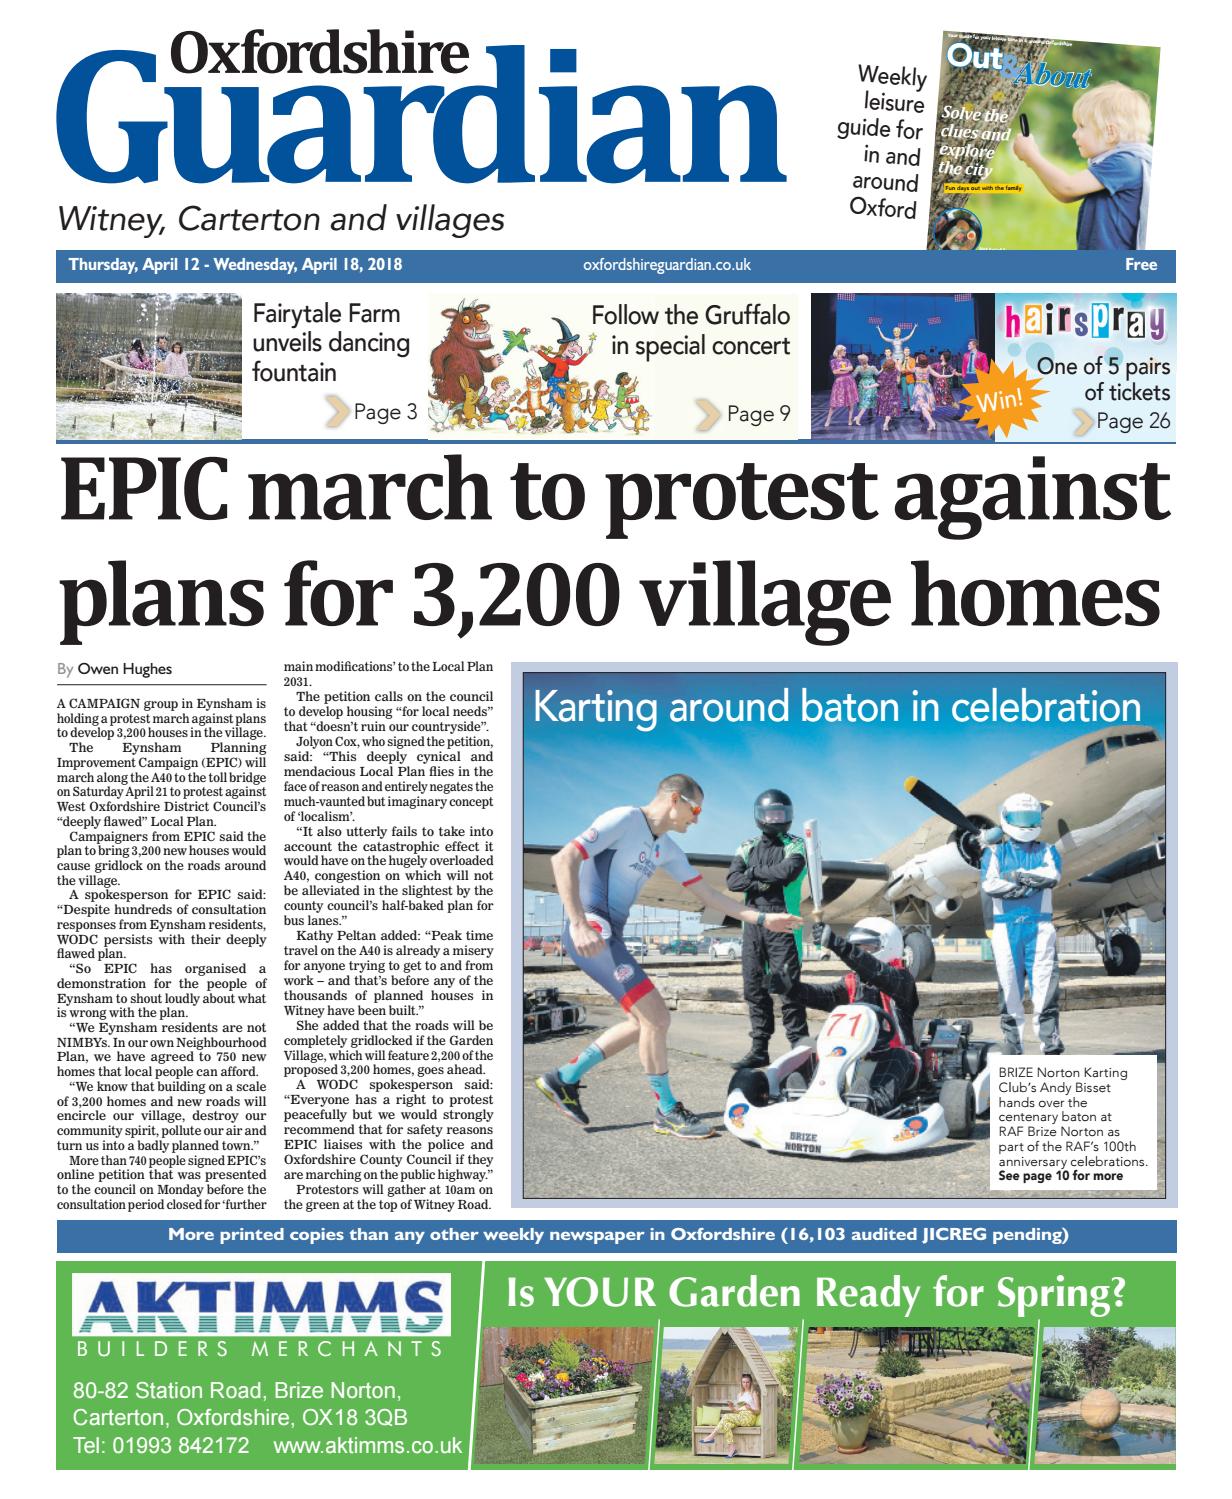 Oxfordshire
Guardian
Witney, Carterton and villages
Weekly
leisure
guide for
in and
around
Oxford
Out&About
Solve the
clues and
explore
the city
Fun days out with the family
Thursday, April 12 - Wednesday, April 18, 2018
oxfordshireguardian.co.uk
Free
Fairytale Farm
unveils dancing
fountain
Page 3
Follow the Gruffalo
in special concert
Page 9
hairspray
One of 5 pairs
of tickets
Win!
Page 26
EPIC march to protest against
plans for 3,200 village homes
By Owen Hughes
A CAMPAIGN group in Eynsham is
holding a protest march against plans
to develop 3,200 houses in the village.
The Eynsham Planning
Improvement Campaign (EPIC) will
march along the A40 to the toll bridge
on Saturday April 21 to protest against
West Oxfordshire District Council's
“deeply flawed” Local Plan.
Campaigners from EPIC said the
plan to bring 3,200 new houses would
cause gridlock on the roads around
the village.
A spokesperson for EPIC said:
“Despite hundreds of consultation
responses from Eynsham residents,
WODC persists with their deeply
flawed plan.
“So EPIC has organised a
demonstration for the people of
Eynsham to shout loudly about what
is wrong with the plan.
“We Eynsham residents are not
NIMBYs. In our own Neighbourhood
Plan, we have agreed to 750 new
homes that local people can afford.
“We know that building on a scale
of 3,200 homes and new roads will
encircle our village, destroy our
community spirit, pollute our air and
turn us into a badly planned town.”
More than 740 people signed EPIC's
online petition that was presented
to the council on Monday before the
consultation period closed for ‘further
main modifications’ to the Local Plan
2031.
The petition calls on the council
to develop housing “for local needs”
that “doesn't ruin our countryside”.
Jolyon Cox, who signed the petition,
said: “This deeply cynical and
mendacious Local Plan flies in the
face of reason and entirely negates the
much-vaunted but imaginary concept
of ‘localism’.
“It also utterly fails to take into
account the catastrophic effect it
would have on the hugely overloaded
A40, congestion on which will not
be alleviated in the slightest by the
county council's half-baked plan for
bus lanes.”
Kathy Peltan added: “Peak time
travel on the A40 is already a misery
for anyone trying to get to and from
work – and that's before any of the
thousands of planned houses in
Witney have been built.”
She added that the roads will be
completely gridlocked if the Garden
Village, which will feature 2,200 of the
proposed 3,200 homes, goes ahead.
A WODC spokesperson said:
“Everyone has a right to protest
peacefully but we would strongly
recommend that for safety reasons
EPIC liaises with the police and
Oxfordshire County Council if they
are marching on the public highway.”
Protestors will gather at 10am on
the green at the top of Witney Road.
Karting around baton in celebration
71
BRIZE
NORTON
BRIZE Norton Karting
Club's Andy Bisset
hands over the
centenary baton at
RAF Brize Norton as
part of the RAF's 100th
anniversary celebrations.
See page 10 for more
More printed copies than any other weekly newspaper in Oxfordshire (16,103 audited JICREG pending)
AKTIMMS
BUILDERS MERCHANTS
80-82 Station Road, Brize Norton,
Carterton, Oxfordshire, OX18 3QB
Tel: 01993 842172 www.aktimms.co.uk
Is YOUR Garden Ready for Spring?